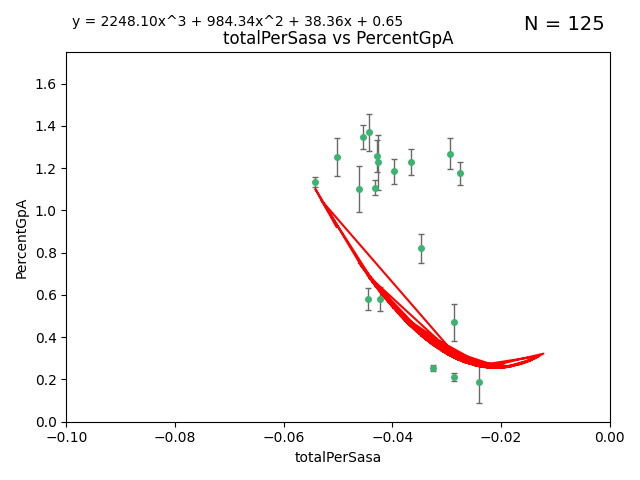 y = 2248.10x^3 + 984.34x^2 + 38.36x + 0.65
N = 125
totalPerSasa vs PercentGpA
PercentGpA
1.6
1.4
1.2
1.0
0.8
0.6
0.4
0.2
0.0
−0.10 −0.08 −0.06 −0.04 −0.02 0.00
totalPerSasa